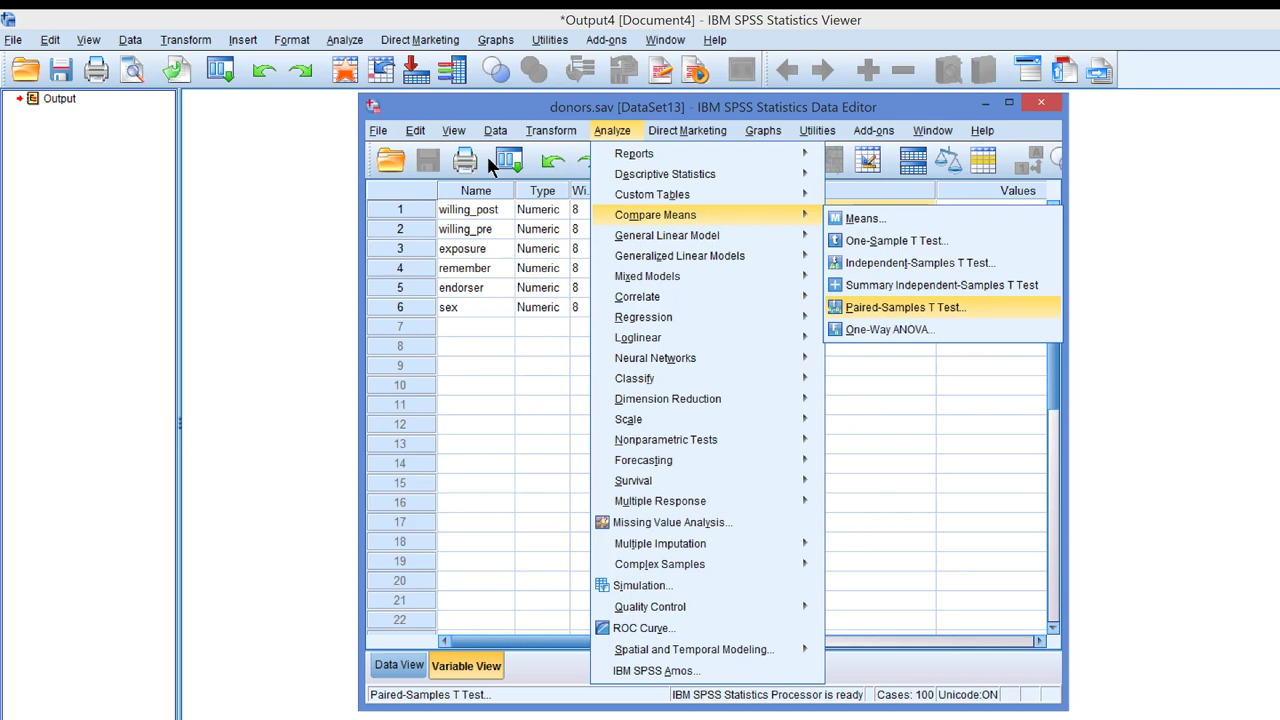 *Output4 [Document4] - IBM SPSS Statistics Viewer
File Edit View Data Transform Insert Format Analyze Direct Marketing Graphs Utilities Add-ons Window Help
Output
donors.sav [DataSet13] - IBM SPSS Statistics Data Editor
File Edit View Data Transform Analyze Direct Marketing Graphs Utilities Add-ons Window Help
Name Type Wi... Values
1 willing_post Numeric 8
2 willing_pre Numeric 8
3 exposure Numeric 8
4 remember Numeric 8
5 endorser Numeric 8
6 sex Numeric 8
7
8
9
10
11
12
13
14
15
16
17
18
19
20
21
22
Reports
Descriptive Statistics
Custom Tables
Compare Means
General Linear Model
Generalized Linear Models
Mixed Models
Correlate
Regression
Loglinear
Neural Networks
Classify
Dimension Reduction
Scale
Nonparametric Tests
Forecasting
Survival
Multiple Response
Missing Value Analysis...
Multiple Imputation
Complex Samples
Simulation...
Quality Control
ROC Curve...
Spatial and Temporal Modeling...
IBM SPSS Amos...
M Means...
One-Sample T Test...
Independent-Samples T Test...
Summary Independent-Samples T Test
Paired-Samples T Test...
One-Way ANOVA...
Data View Variable View
Paired-Samples T Test... IBM SPSS Statistics Processor is ready Cases: 100 Unicode:ON